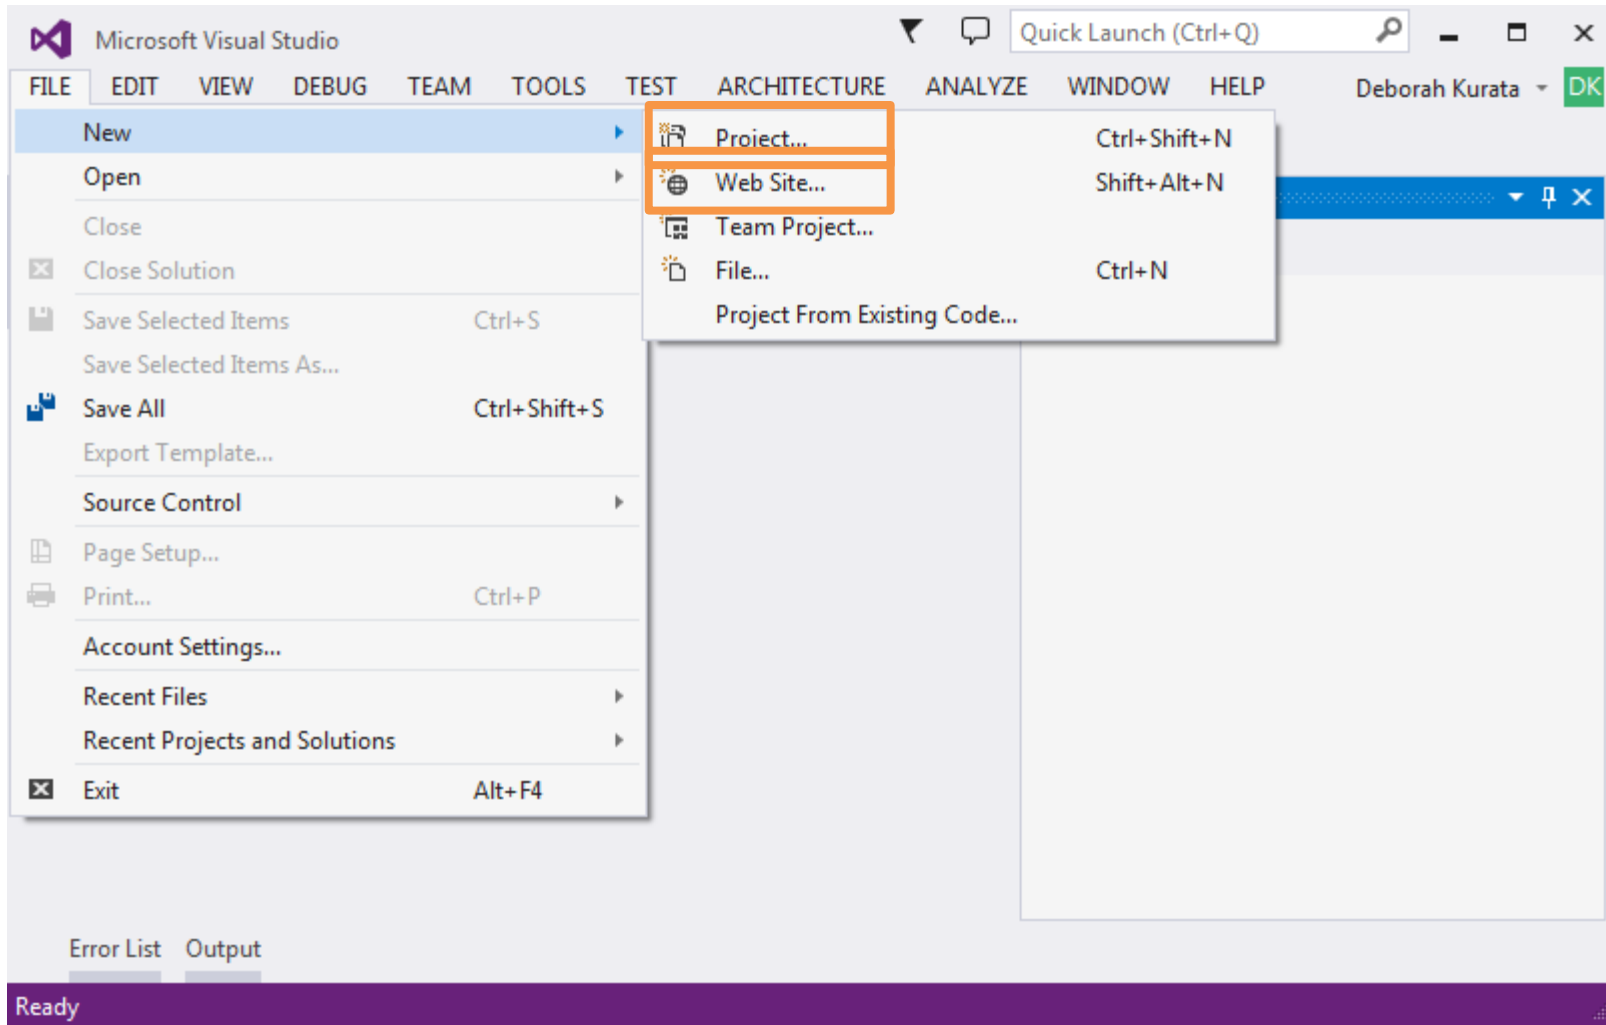 Microsoft Visual Studio
Quick Launch (Ctrl+Q)
FILE EDIT VIEW DEBUG TEAM TOOLS TEST ARCHITECTURE ANALYZE WINDOW HELP Deborah Kurata DK
New
Project... Ctrl+Shift+N
Open
Web Site... Shift+Alt+N
Close
Team Project...
Close Solution
File... Ctrl+N
Save Selected Items Ctrl+S
Project From Existing Code...
Save Selected Items As...
Save All Ctrl+Shift+S
Export Template...
Source Control
Page Setup...
Print... Ctrl+P
Account Settings...
Recent Files
Recent Projects and Solutions
Exit Alt+F4
Error List Output
Ready